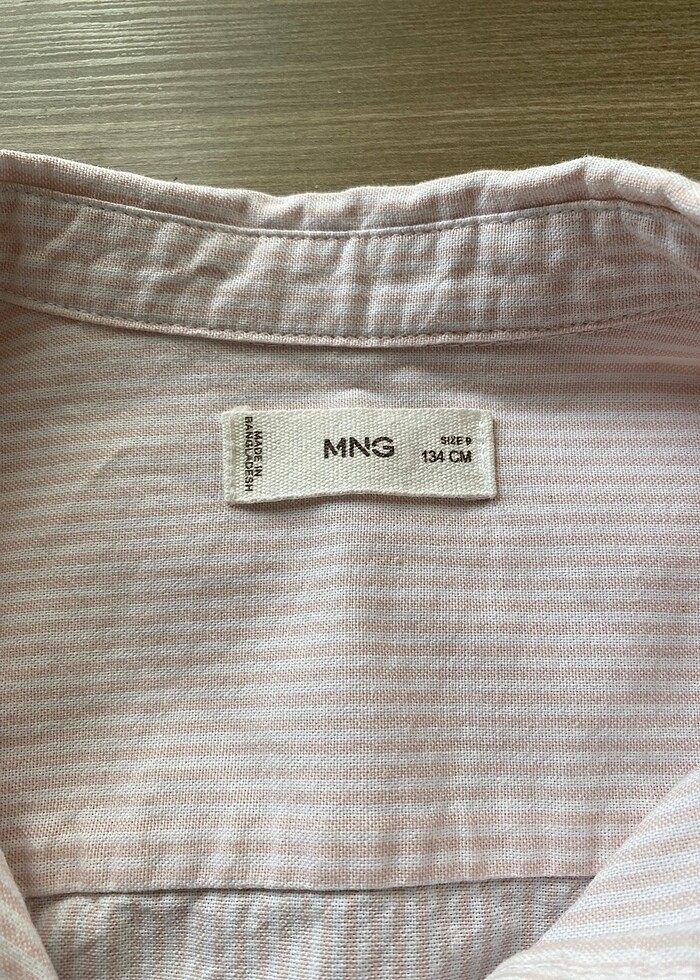 MADE IN
BANGLADESH
MNG
SIZE 9
134 CM